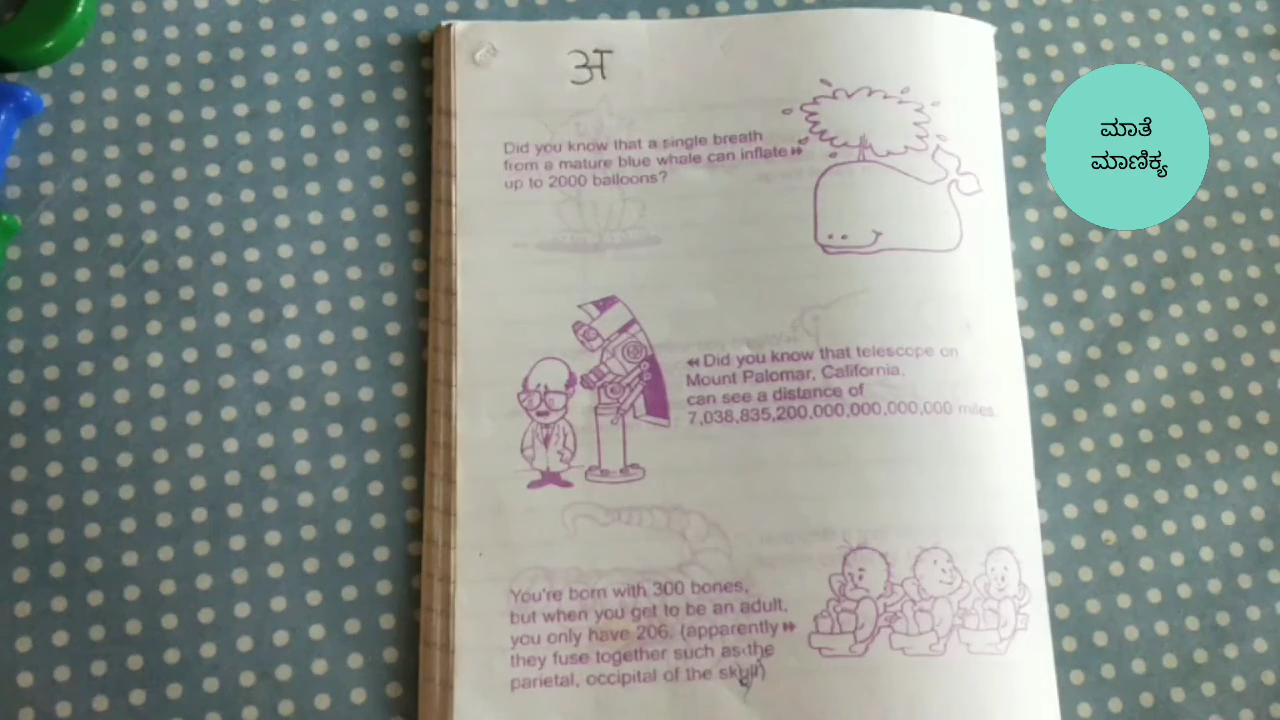 अ
Did you know that a single breath
from a mature blue whale can inflate
up to 2000 balloons?
Did you know that telescope on
Mount Palomar, California,
can see a distance of
7,038,835,200,000,000,000,000 miles.
You're born with 300 bones,
but when you get to be an adult,
you only have 206. (apparently
they fuse together such as the
parietal, occipital of the skull)
ಮಾತೆ
ಮಾಣಿಕ್ಯ